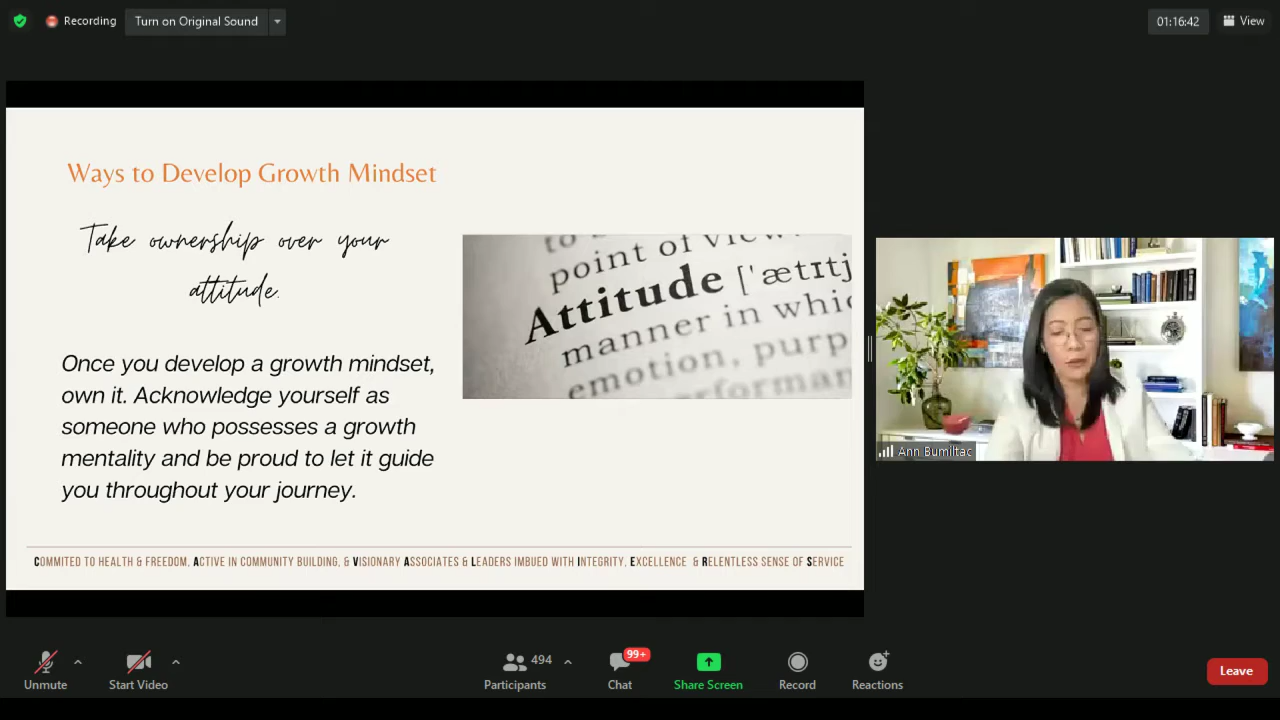 Recording
Turn on Original Sound
01:16:42
View
Ways to Develop Growth Mindset
Take ownership over your
attitude.
Once you develop a growth mindset,
own it. Acknowledge yourself as
someone who possesses a growth
mentality and be proud to let it guide
you throughout your journey.
point of view
Attitude ['ætɪtj
manner in whic
emotion, purp
performan
COMMITED TO HEALTH & FREEDOM, ACTIVE IN COMMUNITY BUILDING, & VISIONARY ASSOCIATES & LEADERS IMBUED WITH INTEGRITY, EXCELLENCE & RELENTLESS SENSE OF SERVICE
Ann Bumiltac
Unmute
Start Video
494
Participants
99+
Chat
Share Screen
Record
Reactions
Leave